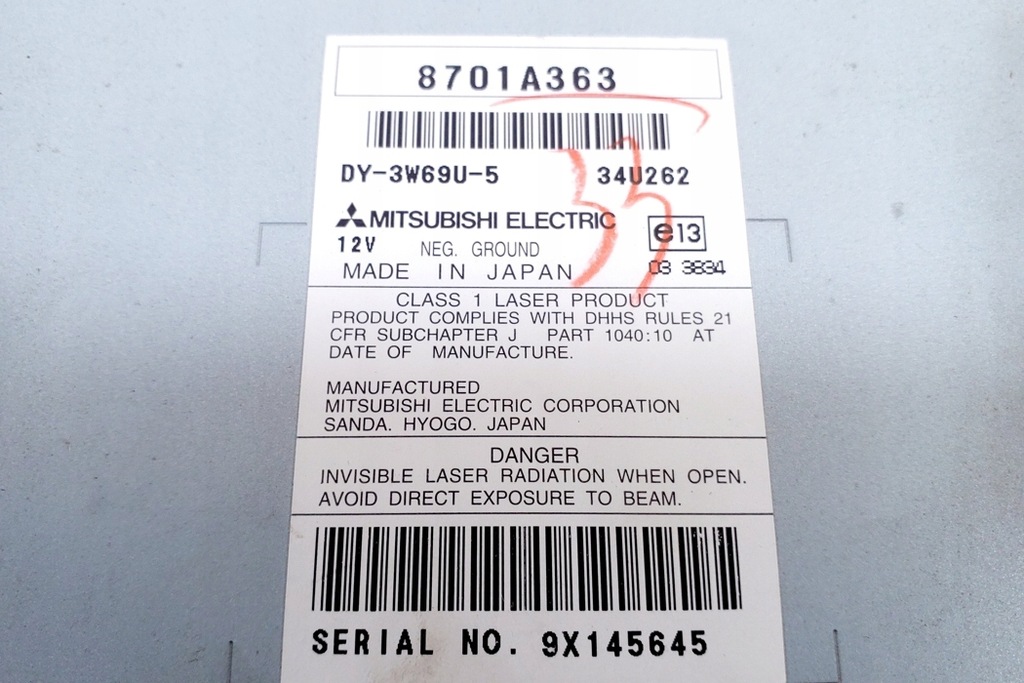 8701A363
DY-3W69U-5 34U262
MITSUBISHI ELECTRIC e13
12V NEG. GROUND
MADE IN JAPAN 03 3834
33
CLASS 1 LASER PRODUCT
PRODUCT COMPLIES WITH DHHS RULES 21
CFR SUBCHAPTER J PART 1040:10 AT
DATE OF MANUFACTURE.
MANUFACTURED
MITSUBISHI ELECTRIC CORPORATION
SANDA. HYOGO. JAPAN
DANGER
INVISIBLE LASER RADIATION WHEN OPEN.
AVOID DIRECT EXPOSURE TO BEAM.
SERIAL NO. 9X145645